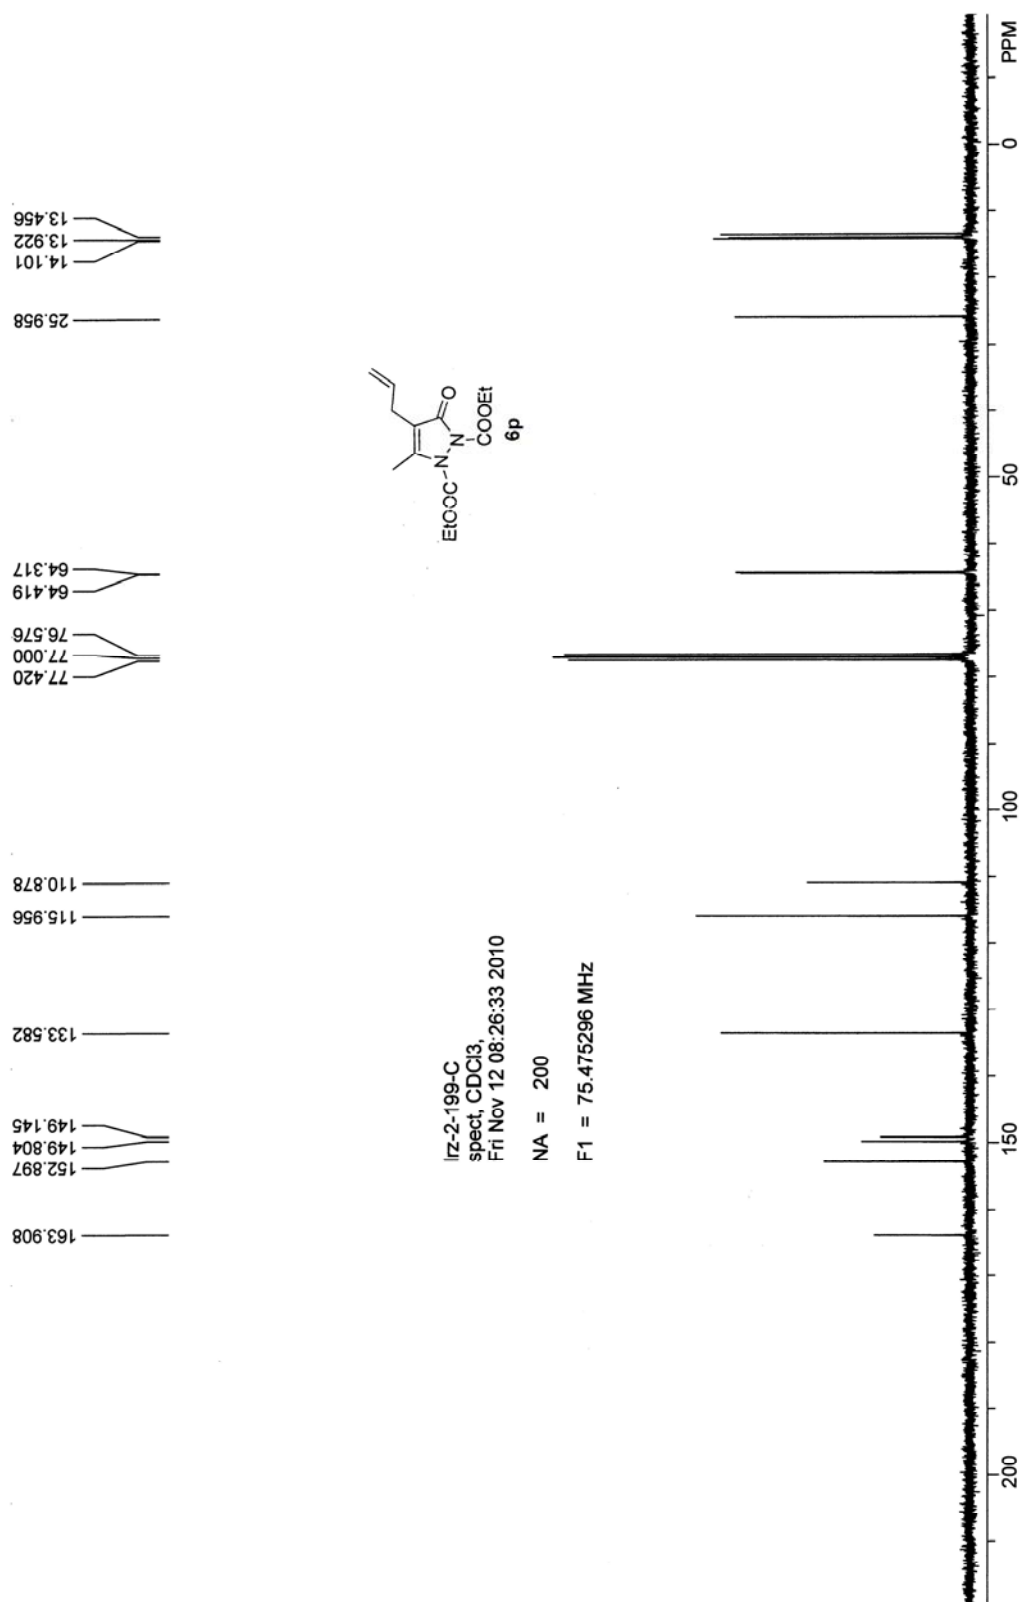 13.456
13.922
14.101
25.958
64.317
64.419
76.576
77.000
77.420
110.878
115.956
133.582
149.145
149.804
152.897
163.908
O
N
N
EtOOC
COOEt
6p
lrz-2-199-C
spect, CDCl3,
Fri Nov 12 08:26:33 2010
NA = 200
F1 = 75.475296 MHz
PPM
0
50
100
150
200